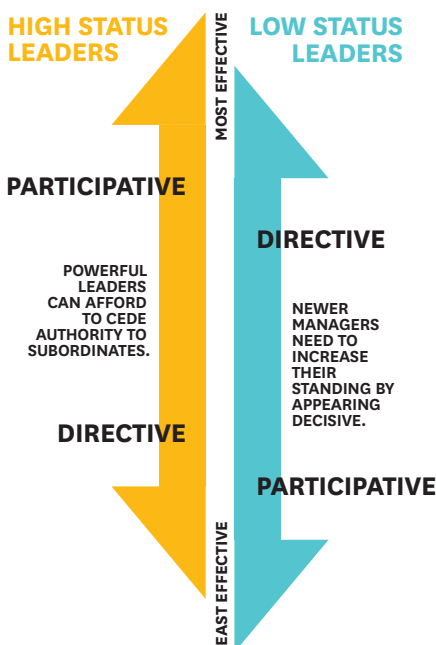 HIGH STATUS
LEADERS
MOST EFFECTIVE
LOW STATUS
LEADERS
PARTICIPATIVE
POWERFUL
LEADERS
CAN AFFORD
TO CEDE
AUTHORITY TO
SUBORDINATES.
DIRECTIVE
DIRECTIVE
NEWER
MANAGERS
NEED TO
INCREASE
THEIR
STANDING BY
APPEARING
DECISIVE.
PARTICIPATIVE
EAST EFFECTIVE